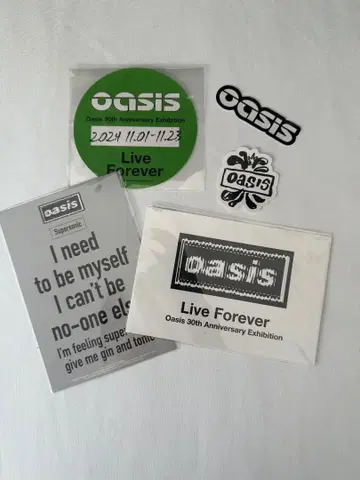 oasis
Oasis 30th Anniversary Exhibition
2024 11.01-11.23
Live
Forever
oasis
oasis
oasis
Supersonic
I need
to be myself
I can't be
no-one els
I'm feeling supe
give me gin and tonic
oasis
Live Forever
Oasis 30th Anniversary Exhibition